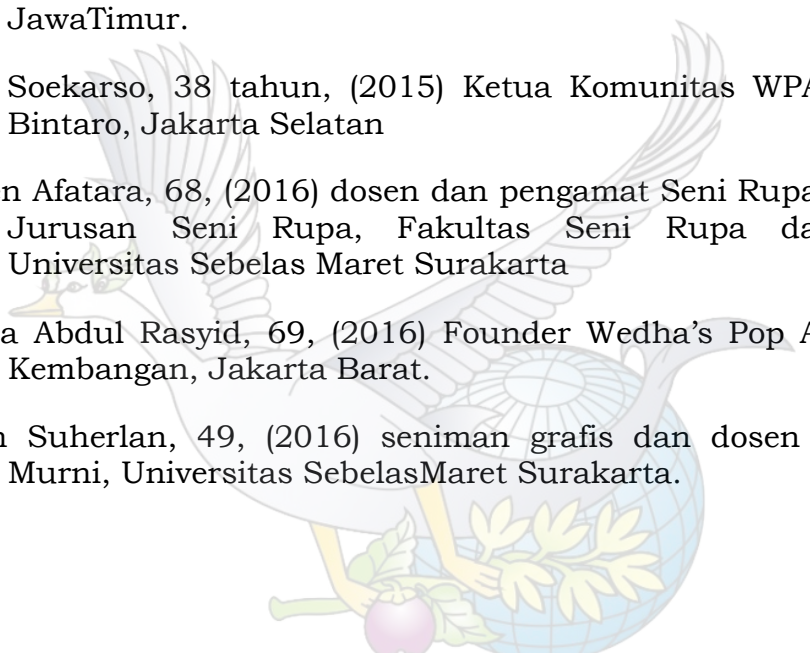 JawaTimur.
Soekarso, 38 tahun, (2015) Ketua Komunitas WPA
Bintaro, Jakarta Selatan
n Afatara, 68, (2016) dosen dan pengamat Seni Rupa
Jurusan Seni Rupa, Fakultas Seni Rupa da
Universitas Sebelas Maret Surakarta
a Abdul Rasyid, 69, (2016) Founder Wedha’s Pop A
Kembangan, Jakarta Barat.
Suherlan, 49, (2016) seniman grafis dan dosen
Murni, Universitas SebelasMaret Surakarta.